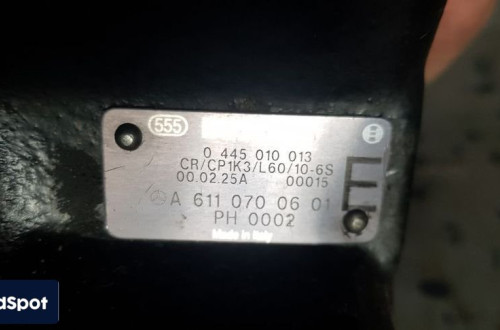 555
0 445 010 013
CR/CP1K3/L60/10-6S
00.02.25A 00015
A 611 070 06 01
PH 0002
E
Made in Italy
dSpot